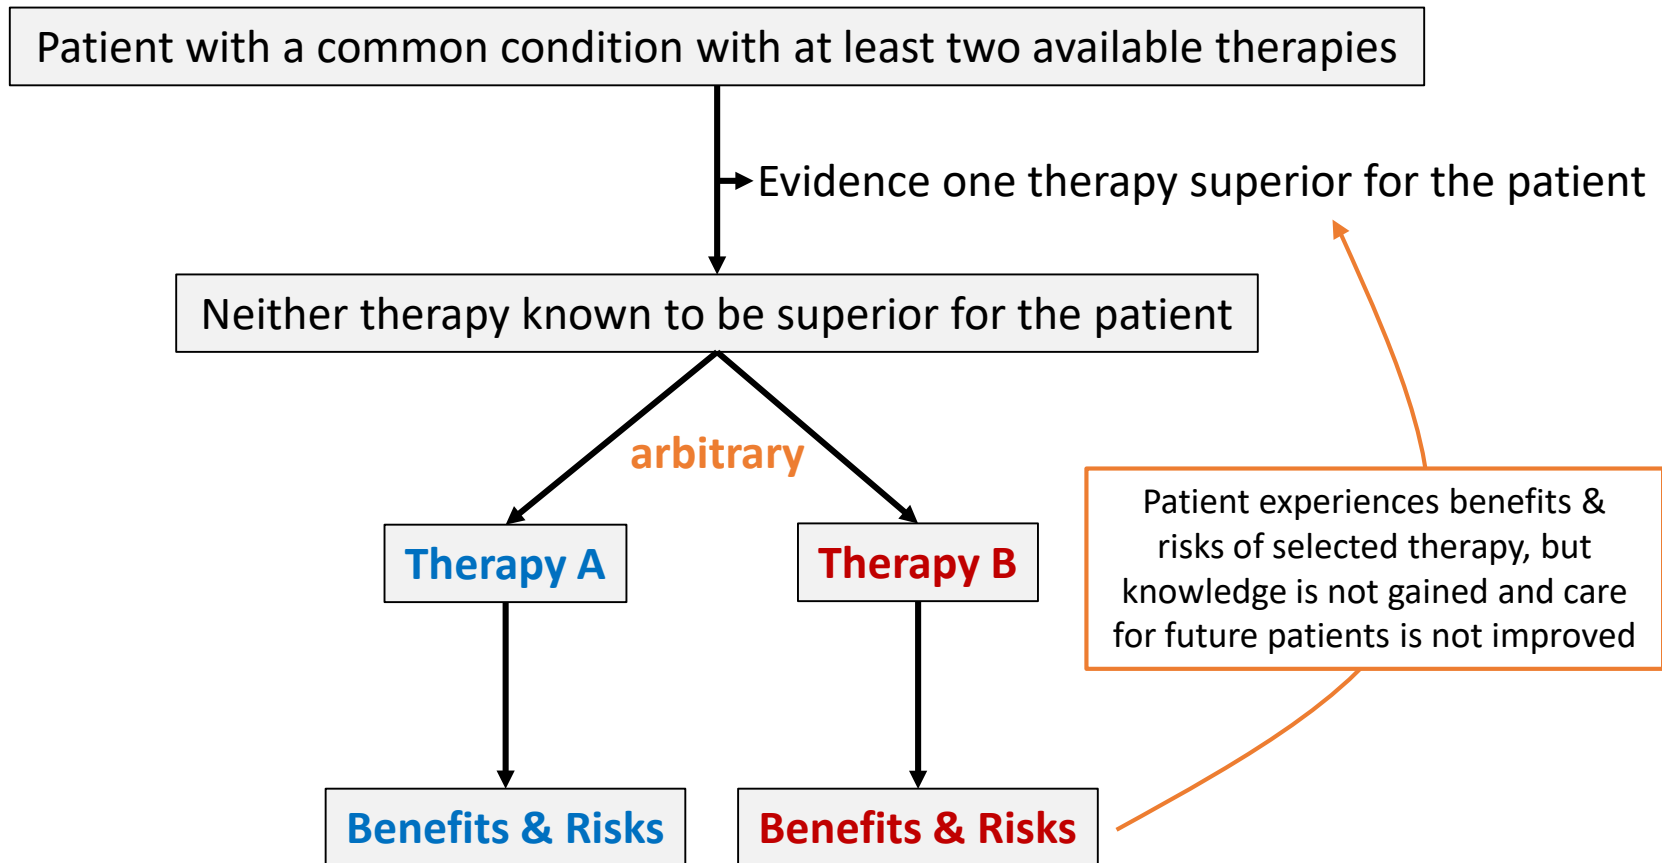 Patient with a common condition with at least two available therapies
Evidence one therapy superior for the patient
Neither therapy known to be superior for the patient
arbitrary
Therapy A
Therapy B
Patient experiences benefits &
risks of selected therapy, but
knowledge is not gained and care
for future patients is not improved
Benefits & Risks
Benefits & Risks